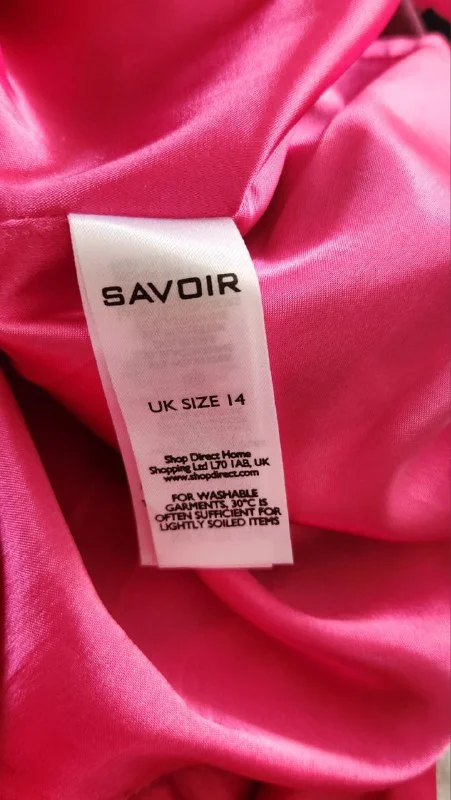 SAVOIR
UK SIZE 14
Shop Direct Home
Shopping Ltd L70 1AB, UK
www.shopdirect.com
FOR WASHABLE
GARMENTS, 30°C IS
OFTEN SUFFICIENT FOR
LIGHTLY SOILED ITEMS